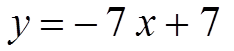 y = – 7 x + 7